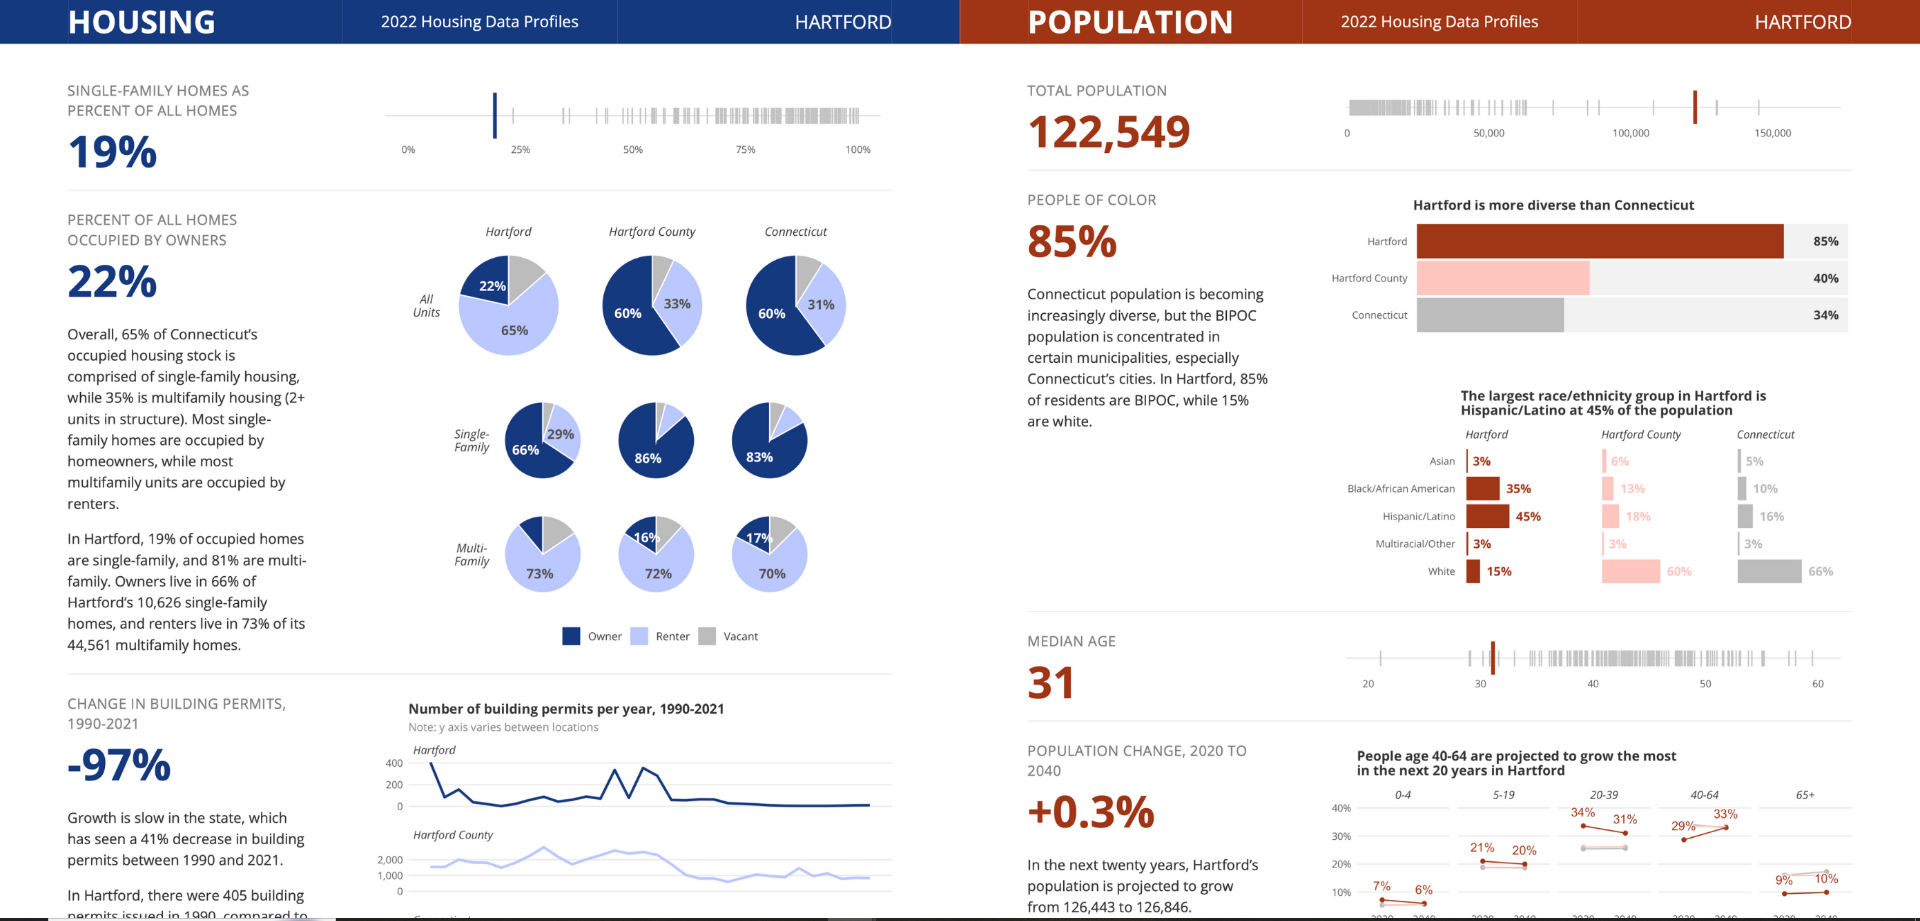 HOUSING
2022 Housing Data Profiles
HARTFORD
SINGLE-FAMILY HOMES AS
PERCENT OF ALL HOMES
19%
0%
25%
50%
75%
100%
PERCENT OF ALL HOMES
OCCUPIED BY OWNERS
22%
Overall, 65% of Connecticut's
occupied housing stock is
comprised of single-family housing,
while 35% is multifamily housing (2+
units in structure). Most single-
family homes are occupied by
homeowners, while most
multifamily units are occupied by
renters.
In Hartford, 19% of occupied homes
are single-family, and 81% are multi-
family. Owners live in 66% of
Hartford's 10,626 single-family
homes, and renters live in 73% of its
44,561 multifamily homes.
Hartford
Hartford County
Connecticut
All
Units
22%
65%
60%
33%
60%
31%
Single-
Family
66%
29%
86%
83%
Multi-
Family
73%
16%
72%
17%
70%
Owner
Renter
Vacant
CHANGE IN BUILDING PERMITS,
1990-2021
-97%
Growth is slow in the state, which
has seen a 41% decrease in building
permits between 1990 and 2021.
In Hartford, there were 405 building
permits issued in 1990, compared to
Number of building permits per year, 1990-2021
Note: y axis varies between locations
Hartford
400
200
0
Hartford County
2,000
1,000
0
POPULATION
2022 Housing Data Profiles
HARTFORD
TOTAL POPULATION
122,549
0
50,000
100,000
150,000
PEOPLE OF COLOR
85%
Connecticut population is becoming
increasingly diverse, but the BIPOC
population is concentrated in
certain municipalities, especially
Connecticut's cities. In Hartford, 85%
of residents are BIPOC, while 15%
are white.
Hartford is more diverse than Connecticut
Hartford
85%
Hartford County
40%
Connecticut
34%
The largest race/ethnicity group in Hartford is
Hispanic/Latino at 45% of the population
Hartford
Hartford County
Connecticut
Asian
3%
6%
5%
Black/African American
35%
13%
10%
Hispanic/Latino
45%
18%
16%
Multiracial/Other
3%
3%
3%
White
15%
60%
66%
MEDIAN AGE
31
20
30
40
50
60
POPULATION CHANGE, 2020 TO
2040
+0.3%
In the next twenty years, Hartford's
population is projected to grow
from 126,443 to 126,846.
People age 40-64 are projected to grow the most
in the next 20 years in Hartford
0-4
5-19
20-39
40-64
65+
40%
30%
20%
10%
7%
6%
21%
20%
34%
31%
29%
33%
9%
10%